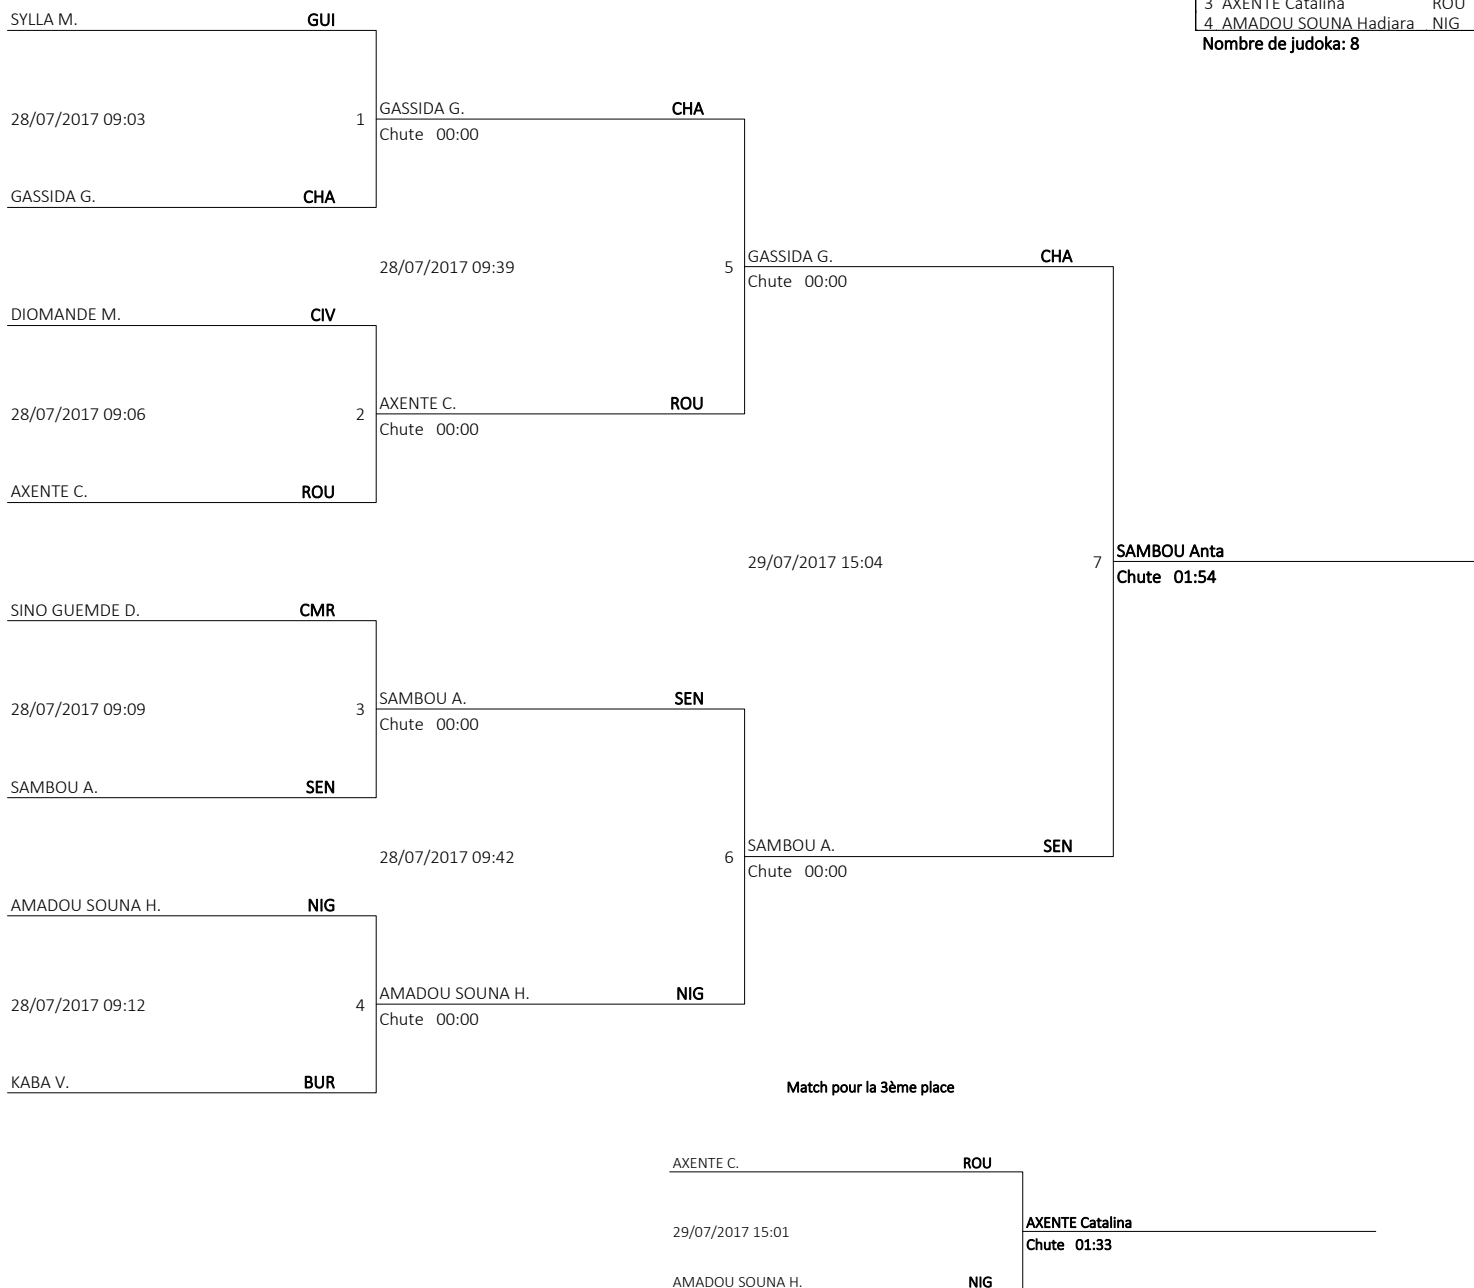 3 AXENTE Catalina ROU
4 AMADOU SOUNA Hadjara NIG
Nombre de judoka: 8
SYLLA M. GUI
28/07/2017 09:03 1
GASSIDA G. CHA
Chute 00:00
GASSIDA G. CHA
28/07/2017 09:39 5
GASSIDA G. CHA
Chute 00:00
DIOMANDE M. CIV
28/07/2017 09:06 2
AXENTE C. ROU
Chute 00:00
AXENTE C. ROU
29/07/2017 15:04 7
SAMBOU Anta
Chute 01:54
SINO GUEMDE D. CMR
28/07/2017 09:09 3
SAMBOU A. SEN
Chute 00:00
SAMBOU A. SEN
28/07/2017 09:42 6
SAMBOU A. SEN
Chute 00:00
AMADOU SOUNA H. NIG
28/07/2017 09:12 4
AMADOU SOUNA H. NIG
Chute 00:00
KABA V. BUR
Match pour la 3ème place
AXENTE C. ROU
29/07/2017 15:01
AXENTE Catalina
Chute 01:33
AMADOU SOUNA H. NIG